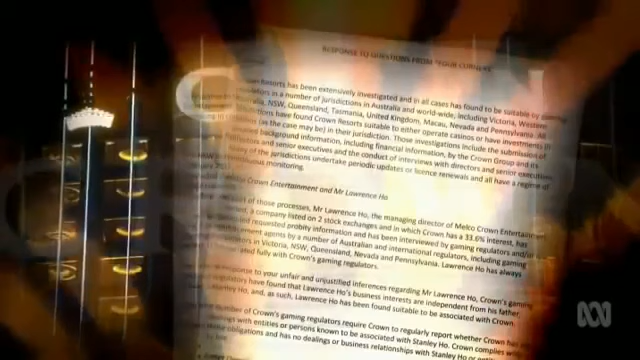 RESPONSE TO QUESTIONS FROM "FOUR CORNERS"
Resorts has been extensively investigated and in all cases has found to be suitable by gaming
in a number of jurisdictions in Australia and world-wide, including Victoria, Western
NSW, Queensland, Tasmania, United Kingdom, Macau, Nevada and Pennsylvania. All
have found Crown Resorts suitable to either operate casinos or have investments in
(as the case may be) in their jurisdiction. Those investigations include the submission of
background information, including financial information, by the Crown Group and its
and senior executives and the conduct of interviews with directors and senior executives.
of the jurisdictions undertake periodic updates or licence renewals and all have a regime of
monitoring.
Crown Entertainment and Mr Lawrence Ho
of those processes, Mr Lawrence Ho, the managing director of Melco Crown Entertainment
a company listed on 2 stock exchanges and in which Crown has a 33.6% interest, has
requested probity information and has been interviewed by gaming regulators and/or
agents by a number of Australian and international regulators, including gaming
in Victoria, NSW, Queensland, Nevada and Pennsylvania. Lawrence Ho has always
fully with Crown's gaming regulators.
response to your unfair and unjustified inferences regarding Mr Lawrence Ho, Crown's gaming
regulators have found that Lawrence Ho's business interests are independent from his father,
Stanley Ho, and, as such, Lawrence Ho has been found suitable to be associated with Crown.
number of Crown's gaming regulators require Crown to regularly report whether Crown has
dealings with entities or persons known to be associated with Stanley Ho. Crown complies
obligations and has no dealings or business relationships with Stanley Ho or